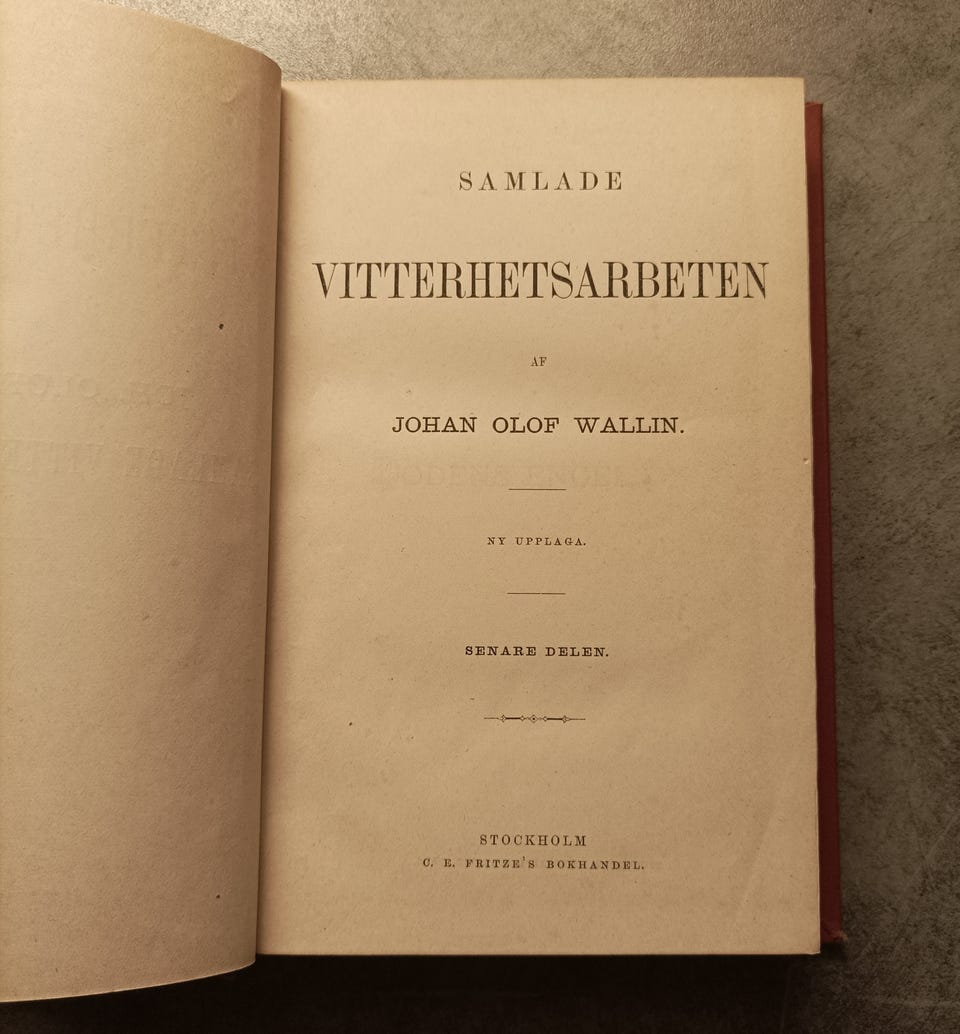 SAMLADE
VITTERHETSARBETEN
AF
JOHAN OLOF WALLIN.
NY UPPLAGA.
SENARE DELEN.
STOCKHOLM
C. E. FRITZE'S BOKHANDEL.